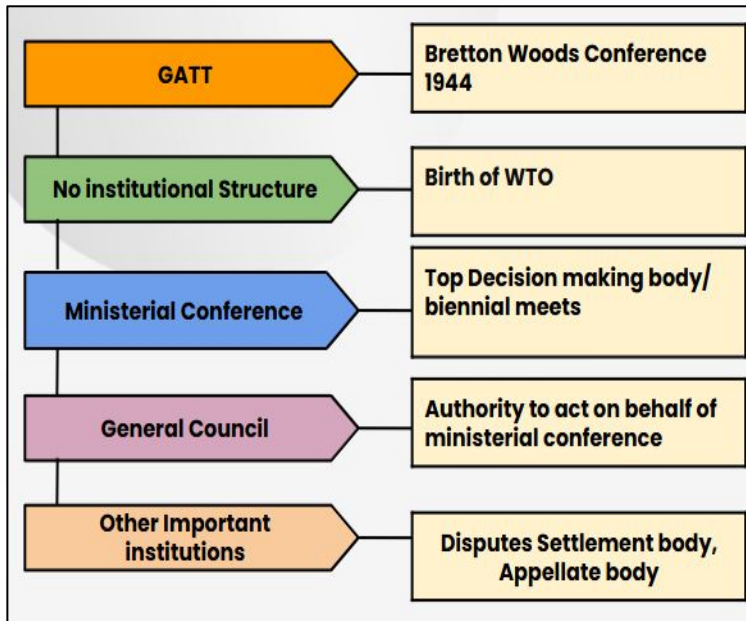 GATT
Bretton Woods Conference
1944
No institutional Structure
Birth of WTO
Ministerial Conference
Top Decision making body/
biennial meets
General Council
Authority to act on behalf of
ministerial conference
Other Important
institutions
Disputes Settlement body,
Appellate body